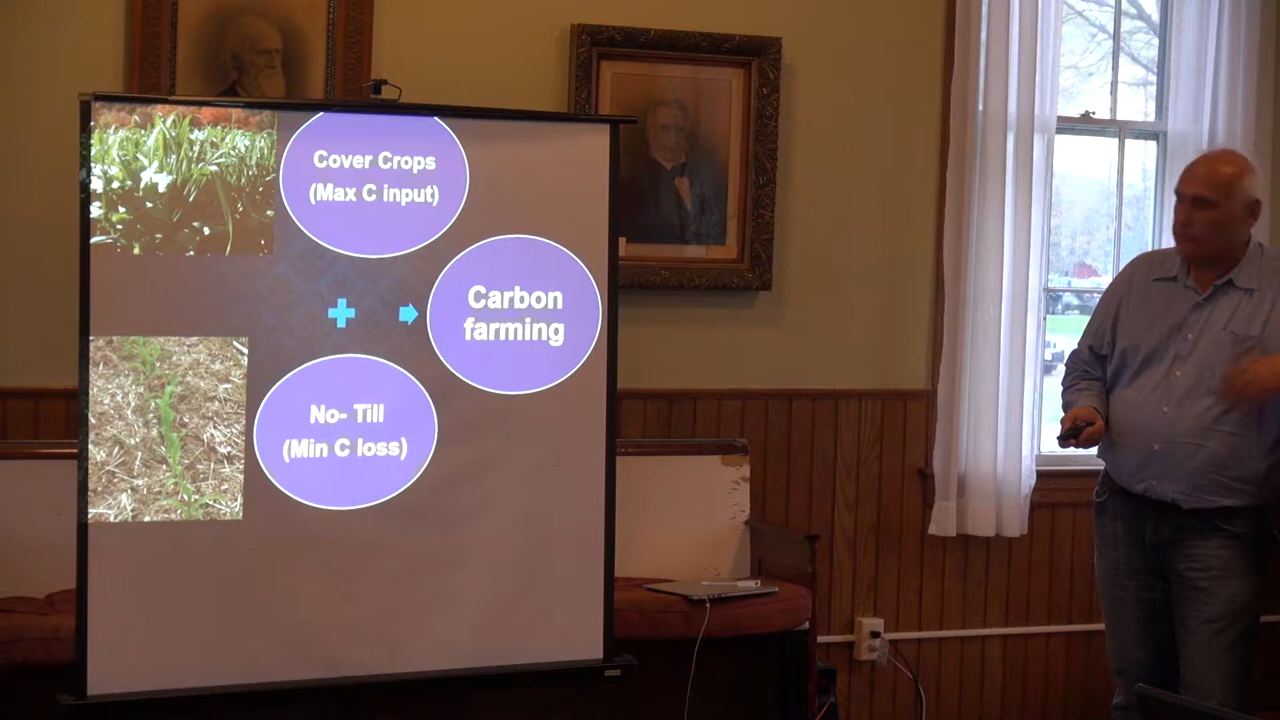 Cover Crops
(Max C input)
Carbon
farming
No- Till
(Min C loss)